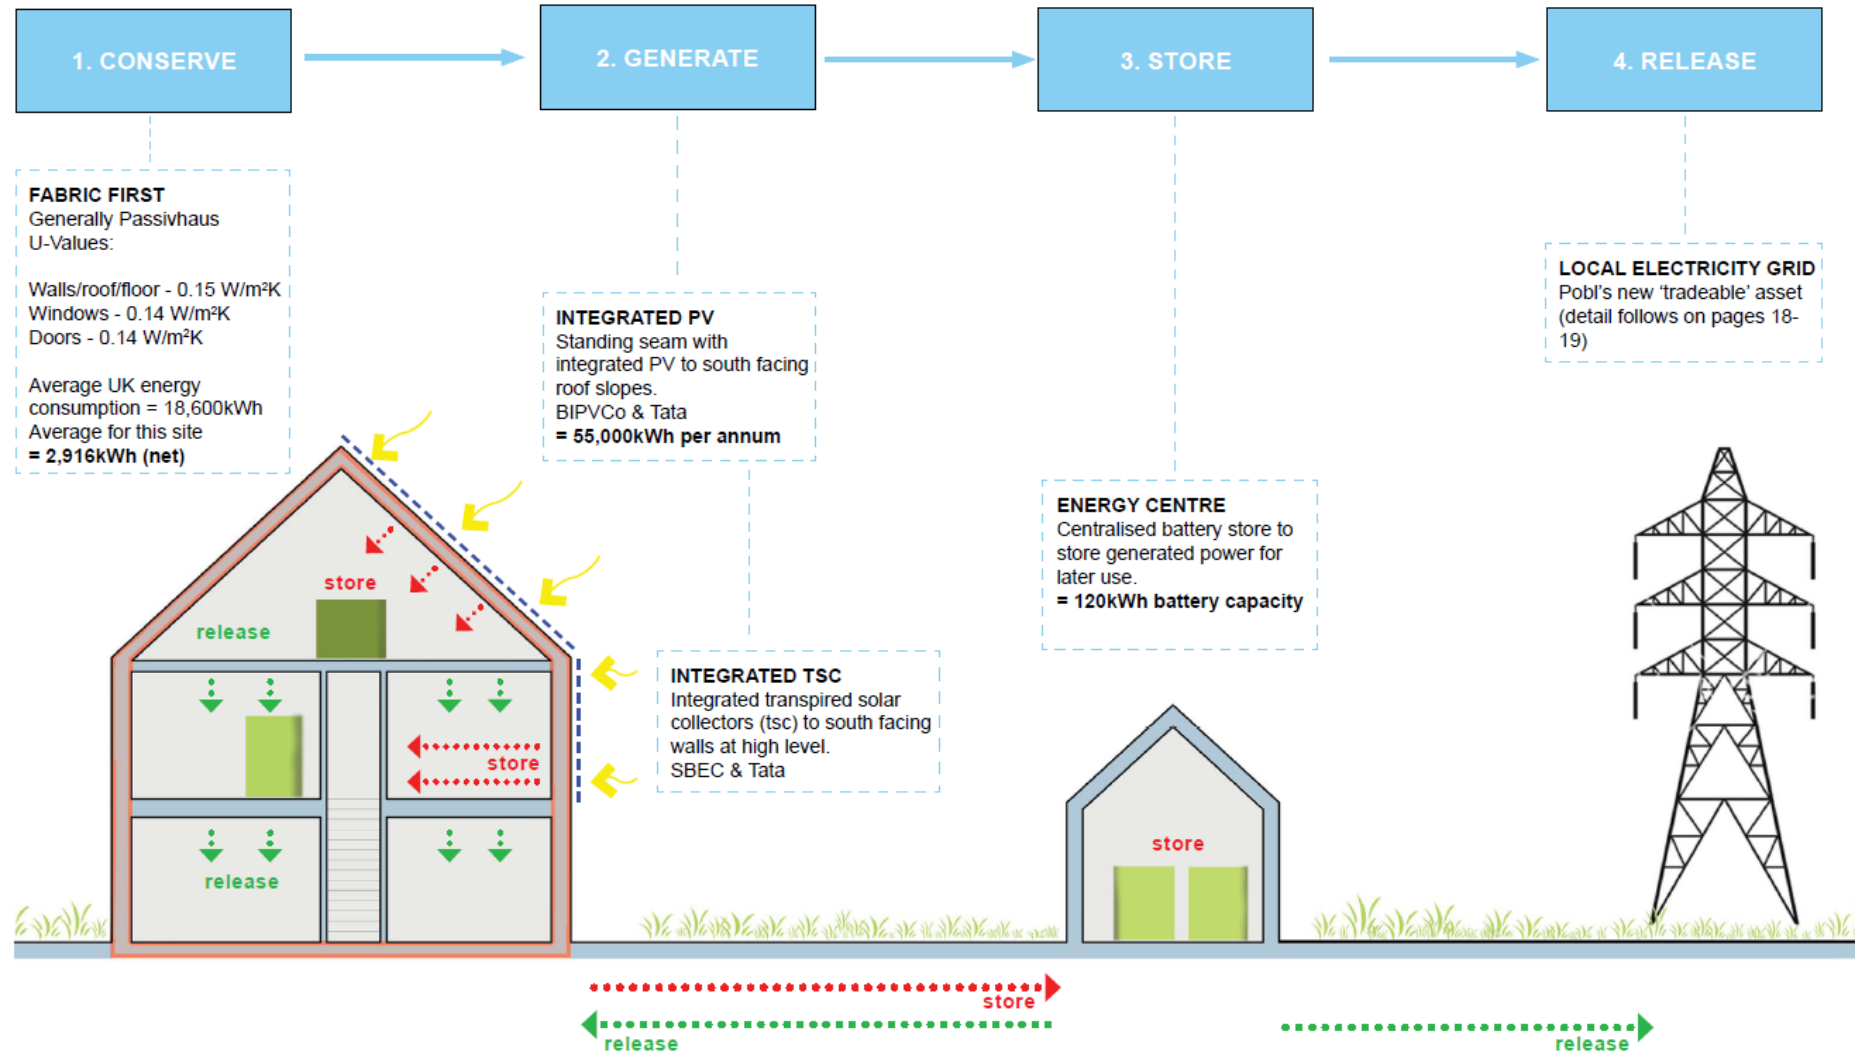 1. CONSERVE
2. GENERATE
3. STORE
4. RELEASE
FABRIC FIRST
Generally Passivhaus
U-Values:
Walls/roof/floor - 0.15 W/m²K
Windows - 0.14 W/m²K
Doors - 0.14 W/m²K
Average UK energy
consumption = 18,600kWh
Average for this site
= 2,916kWh (net)
INTEGRATED PV
Standing seam with
integrated PV to south facing
roof slopes.
BIPVCo & Tata
= 55,000kWh per annum
INTEGRATED TSC
Integrated transpired solar
collectors (tsc) to south facing
walls at high level.
SBEC & Tata
ENERGY CENTRE
Centralised battery store to
store generated power for
later use.
= 120kWh battery capacity
LOCAL ELECTRICITY GRID
Pobl's new ‘tradeable’ asset
(detail follows on pages 18-
19)
store
release
store
release
store
store
release
release